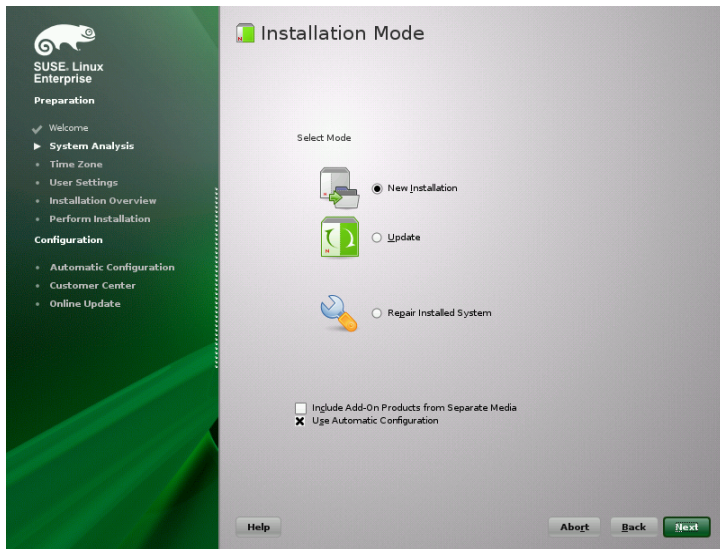 SUSE. Linux
Enterprise
Preparation
Welcome
System Analysis
Time Zone
User Settings
Installation Overview
Perform Installation
Configuration
Automatic Configuration
Customer Center
Online Update
Installation Mode
Select Mode
New Installation
Update
Repair Installed System
Include Add-On Products from Separate Media
Use Automatic Configuration
Help
Abort
Back
Next